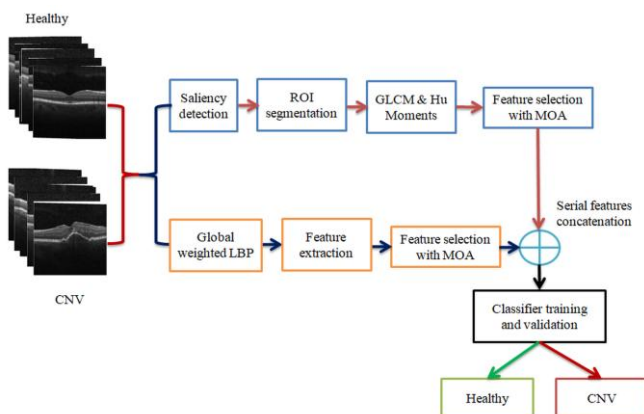 Healthy
Saliency
detection
ROI
segmentation
GLCM & Hu
Moments
Feature selection
with MOA
Serial features
concatenation
Global
weighted LBP
Feature
extraction
Feature selection
with MOA
CNV
Classifier training
and validation
Healthy
CNV